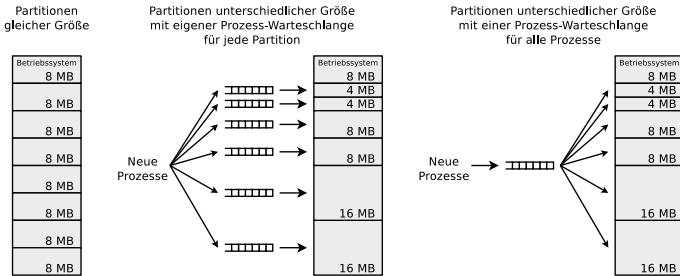 Partitionen
gleicher Größe
Betriebssystem
8 MB
8 MB
8 MB
8 MB
8 MB
8 MB
8 MB
8 MB
Partitionen unterschiedlicher Größe
mit eigener Prozess-Warteschlange
für jede Partition
Neue
Prozesse
Betriebssystem
8 MB
4 MB
4 MB
8 MB
8 MB
16 MB
16 MB
Partitionen unterschiedlicher Größe
mit einer Prozess-Warteschlange
für alle Prozesse
Neue
Prozesse
Betriebssystem
8 MB
4 MB
4 MB
8 MB
8 MB
16 MB
16 MB